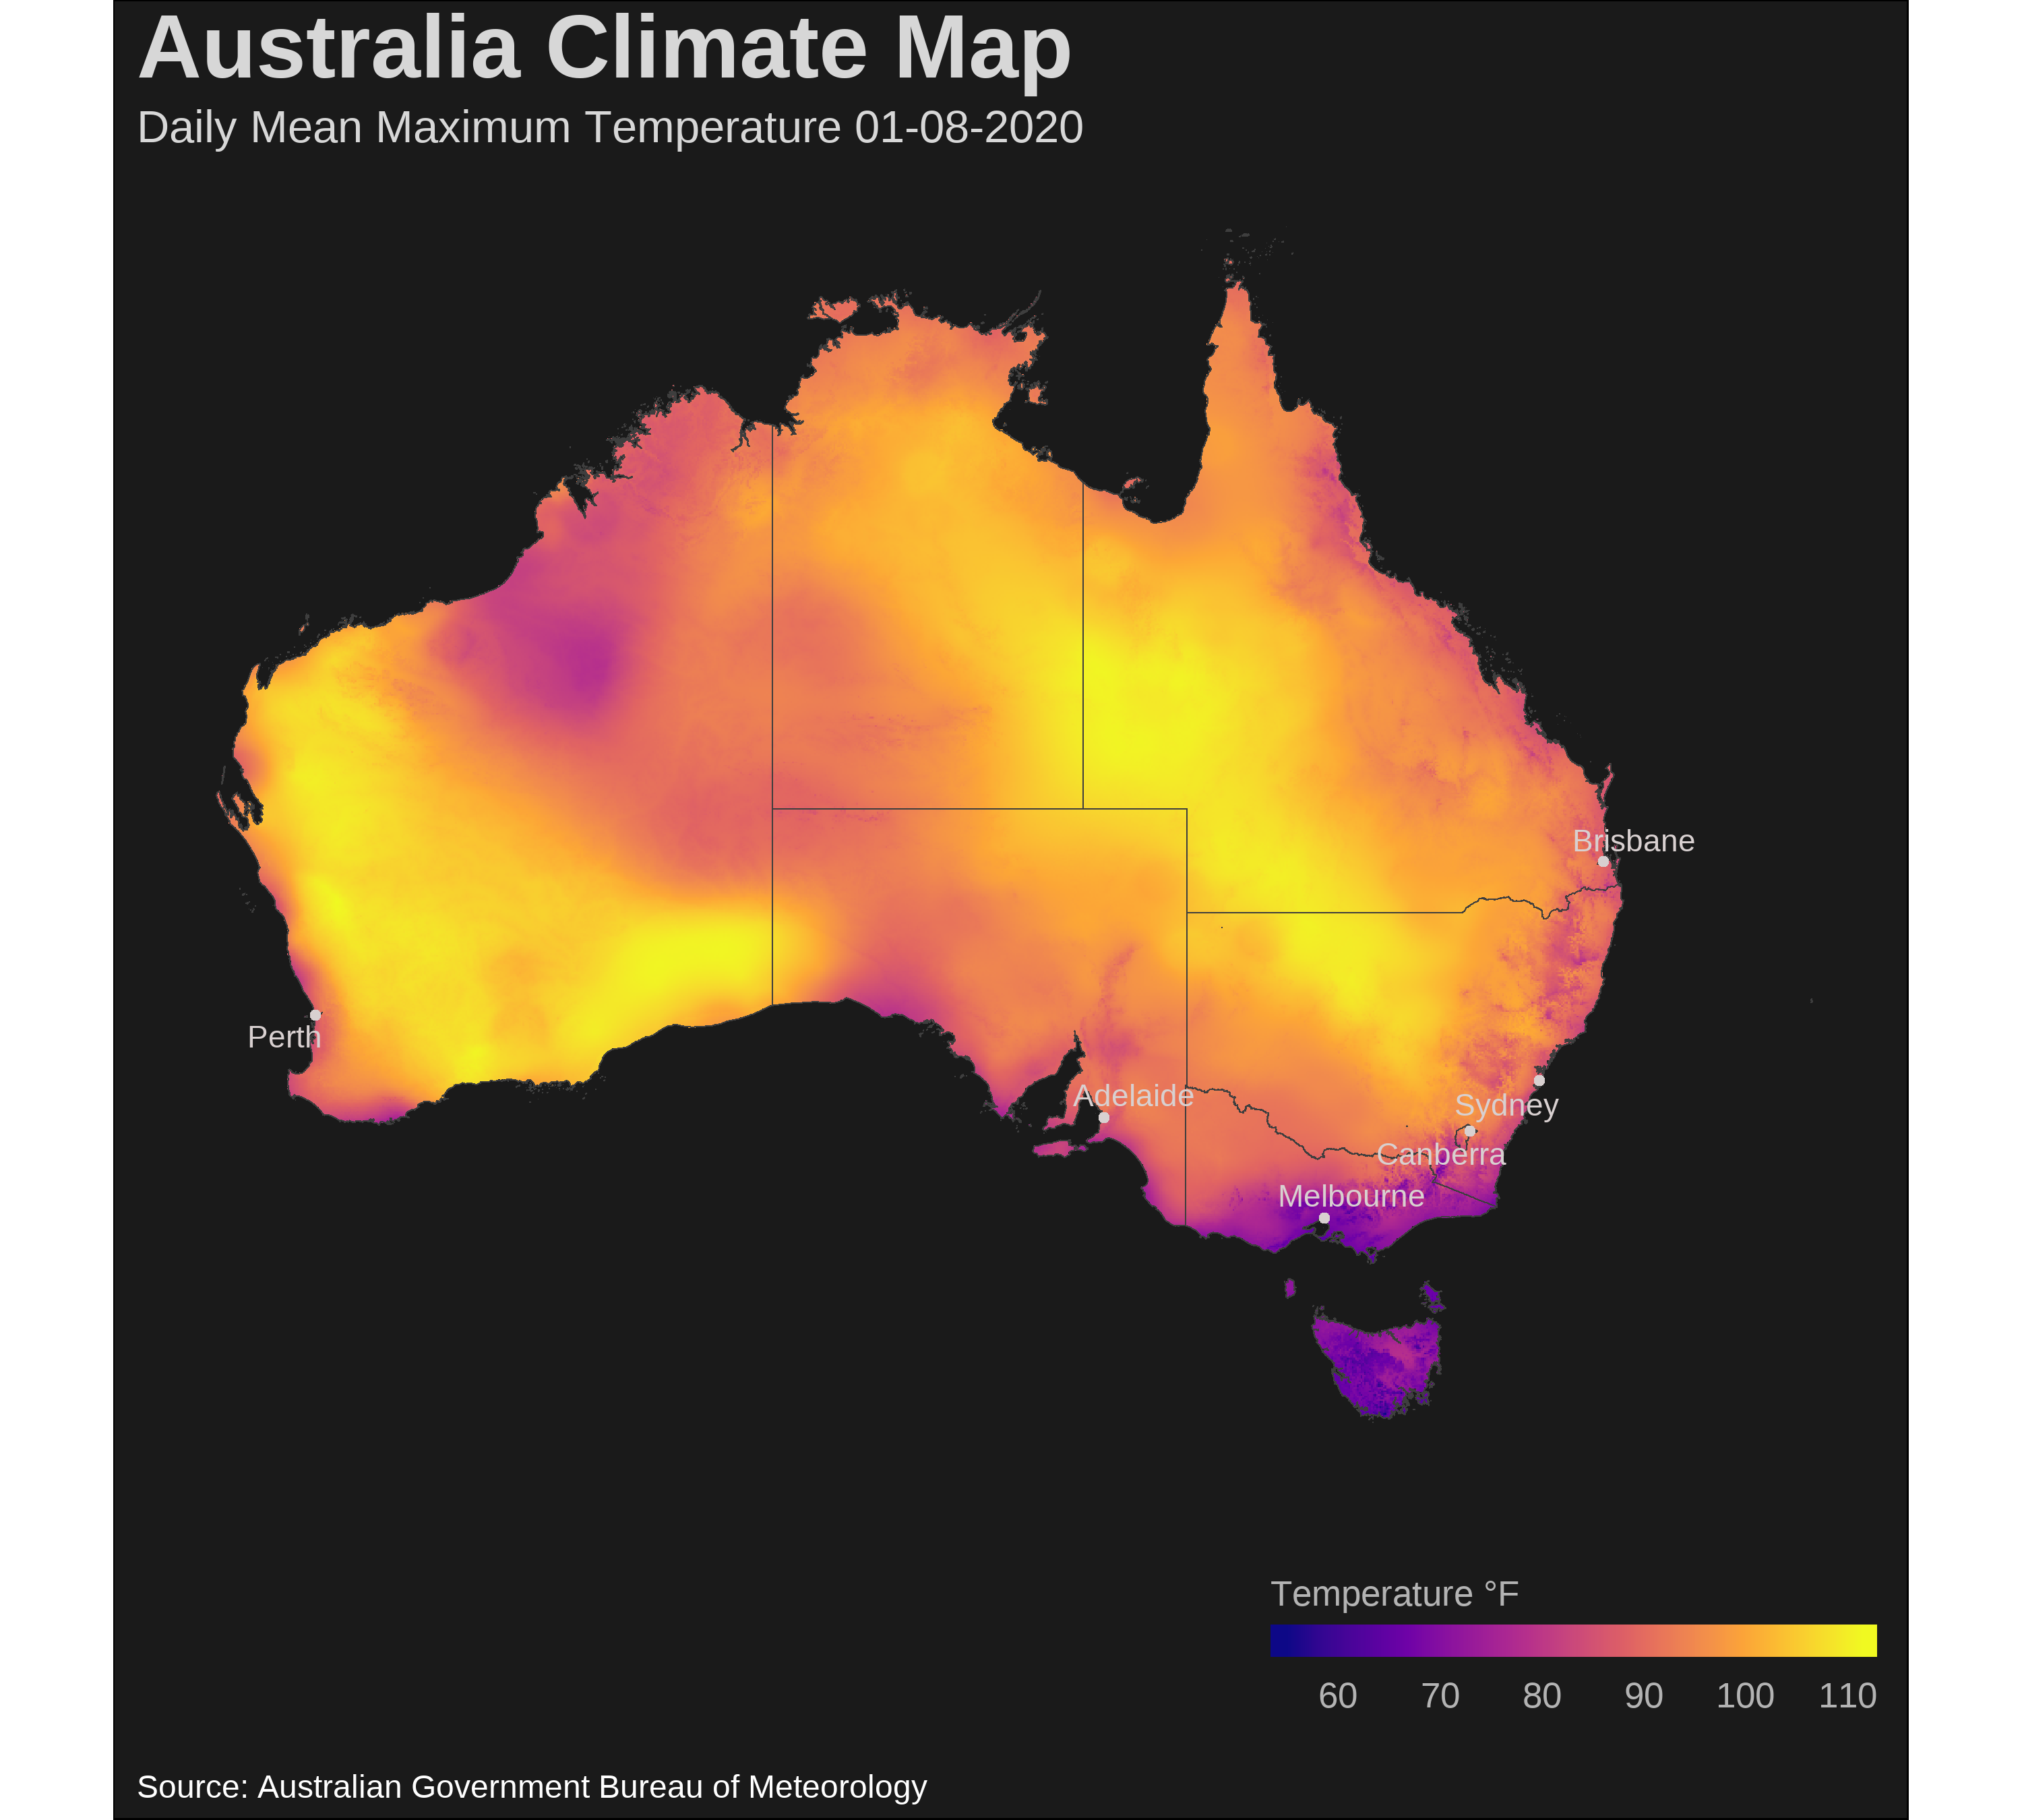 Australia Climate Map
Daily Mean Maximum Temperature 01-08-2020
Brisbane
Perth
Adelaide
Sydney
Canberra
Melbourne
Temperature °F
60 70 80 90 100 110
Source: Australian Government Bureau of Meteorology